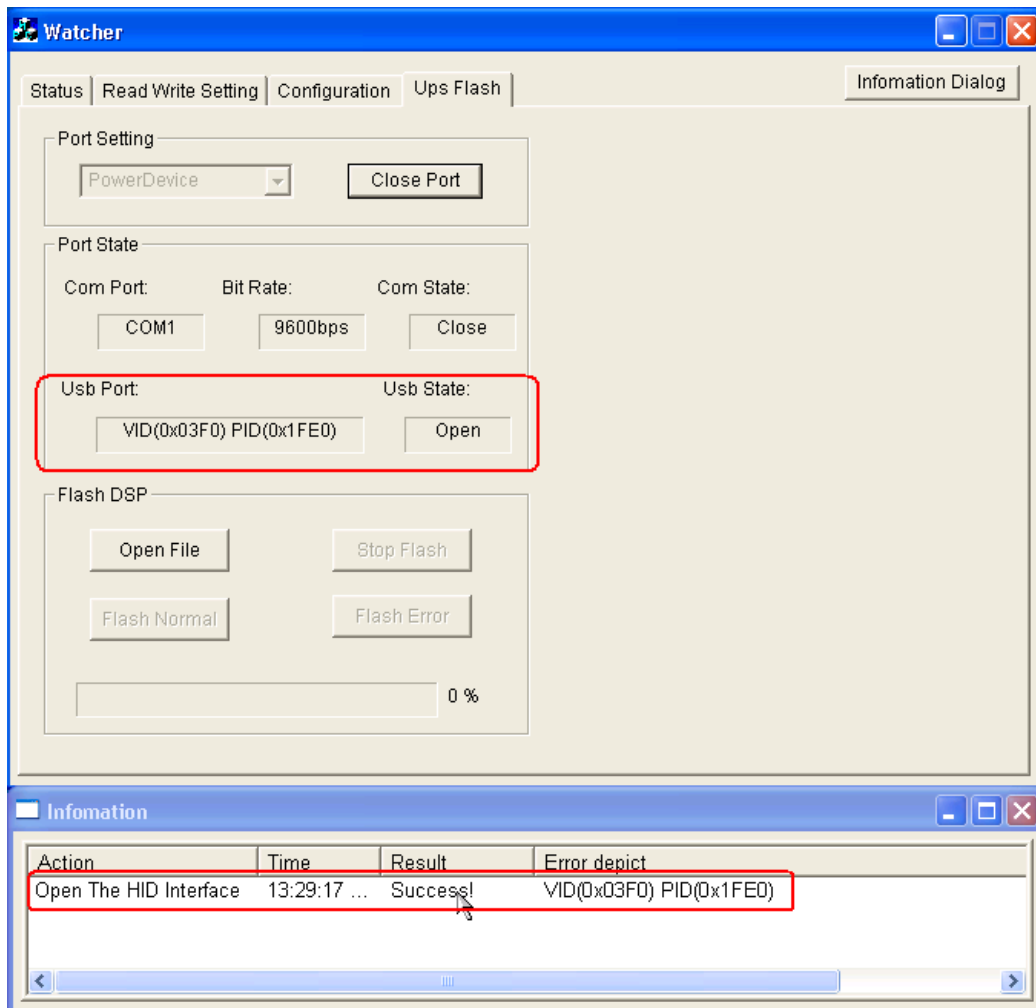 Watcher
Status Read Write Setting Configuration Ups Flash Infomation Dialog
Port Setting
PowerDevice Close Port
Port State
Com Port: Bit Rate: Com State:
COM1 9600bps Close
Usb Port: Usb State:
VID(0x03F0) PID(0x1FE0) Open
Flash DSP
Open File Stop Flash
Flash Normal Flash Error
0 %
Infomation
Action Time Result Error depict
Open The HID Interface 13:29:17 ... Success! VID(0x03F0) PID(0x1FE0)